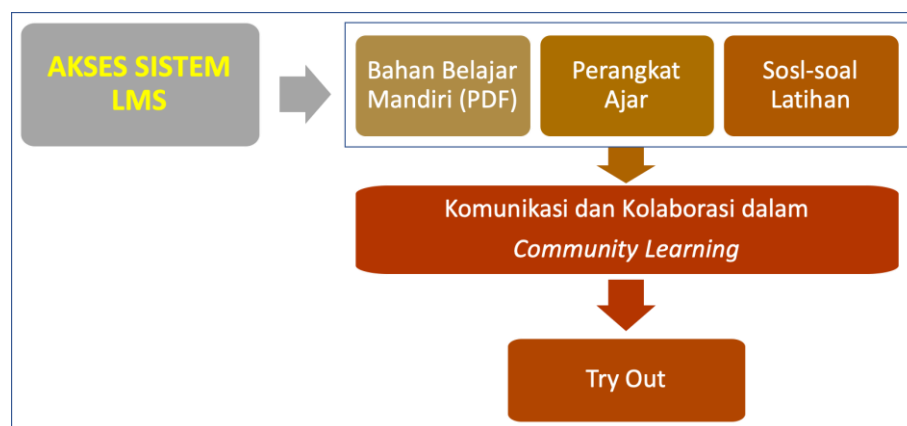 AKSES SISTEM
LMS
Bahan Belajar
Mandiri (PDF)
Perangkat
Ajar
Sosl-soal
Latihan
Komunikasi dan Kolaborasi dalam
Community Learning
Try Out